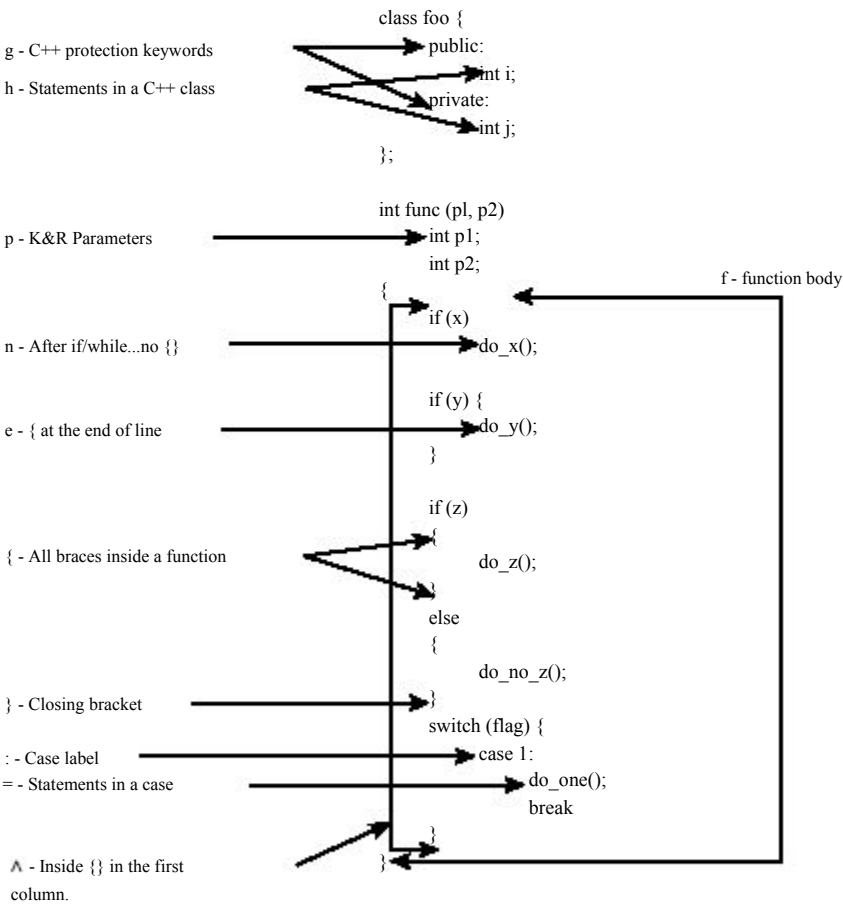 class foo {
g - C++ protection keywords
public:
int i;
h - Statements in a C++ class
private:
int j;
};
int func (pl, p2)
p - K&R Parameters
int p1;
int p2;
f - function body
{
if (x)
n - After if/while...no {}
do_x();
if (y) {
e - { at the end of line
do_y();
}
if (z)
{
{ - All braces inside a function
do_z();
}
else
{
do_no_z();
} - Closing bracket
}
switch (flag) {
: - Case label
case 1:
= - Statements in a case
do_one();
break
}
}
^ - Inside {} in the first
column.